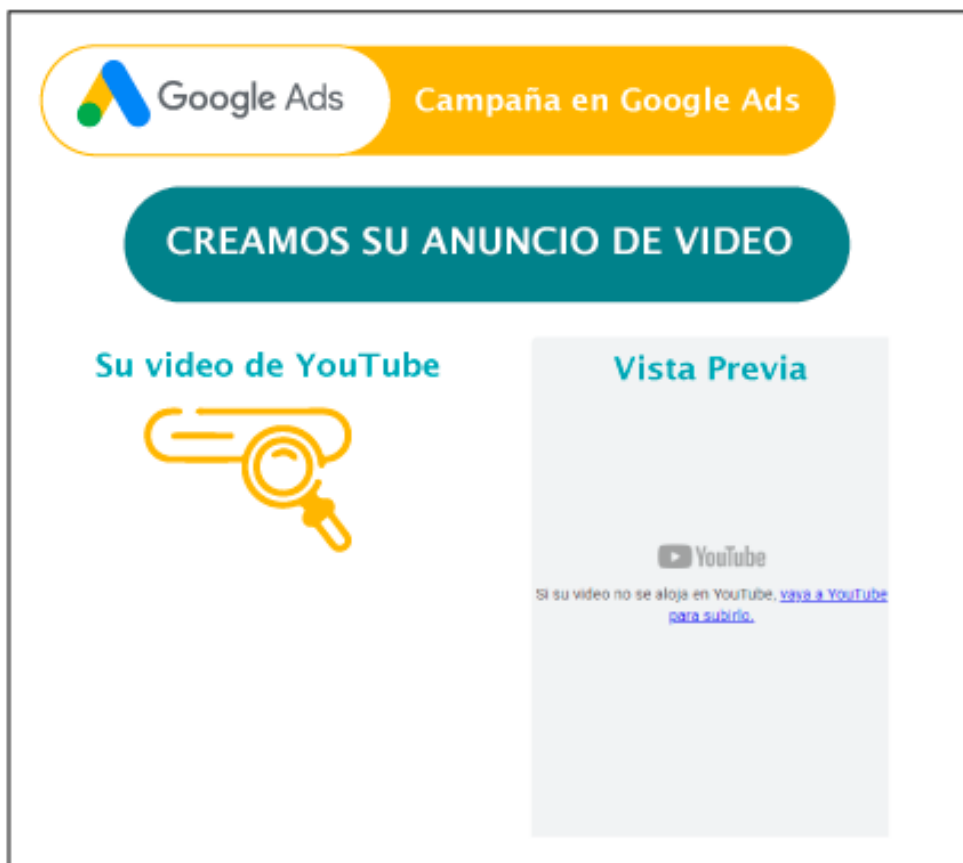 Google Ads
Campaña en Google Ads
CREAMOS SU ANUNCIO DE VIDEO
Su video de YouTube
Vista Previa
YouTube
Si su video no se aloja en YouTube, vaya a YouTube
para subirlo.